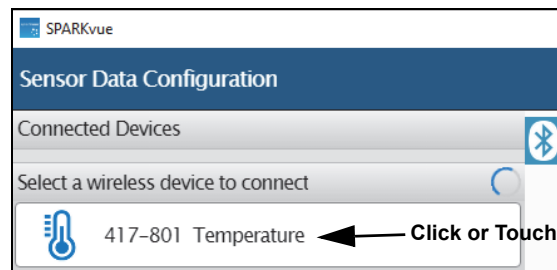 SPARKvue
Sensor Data Configuration
Connected Devices
Select a wireless device to connect
417-801 Temperature
Click or Touch